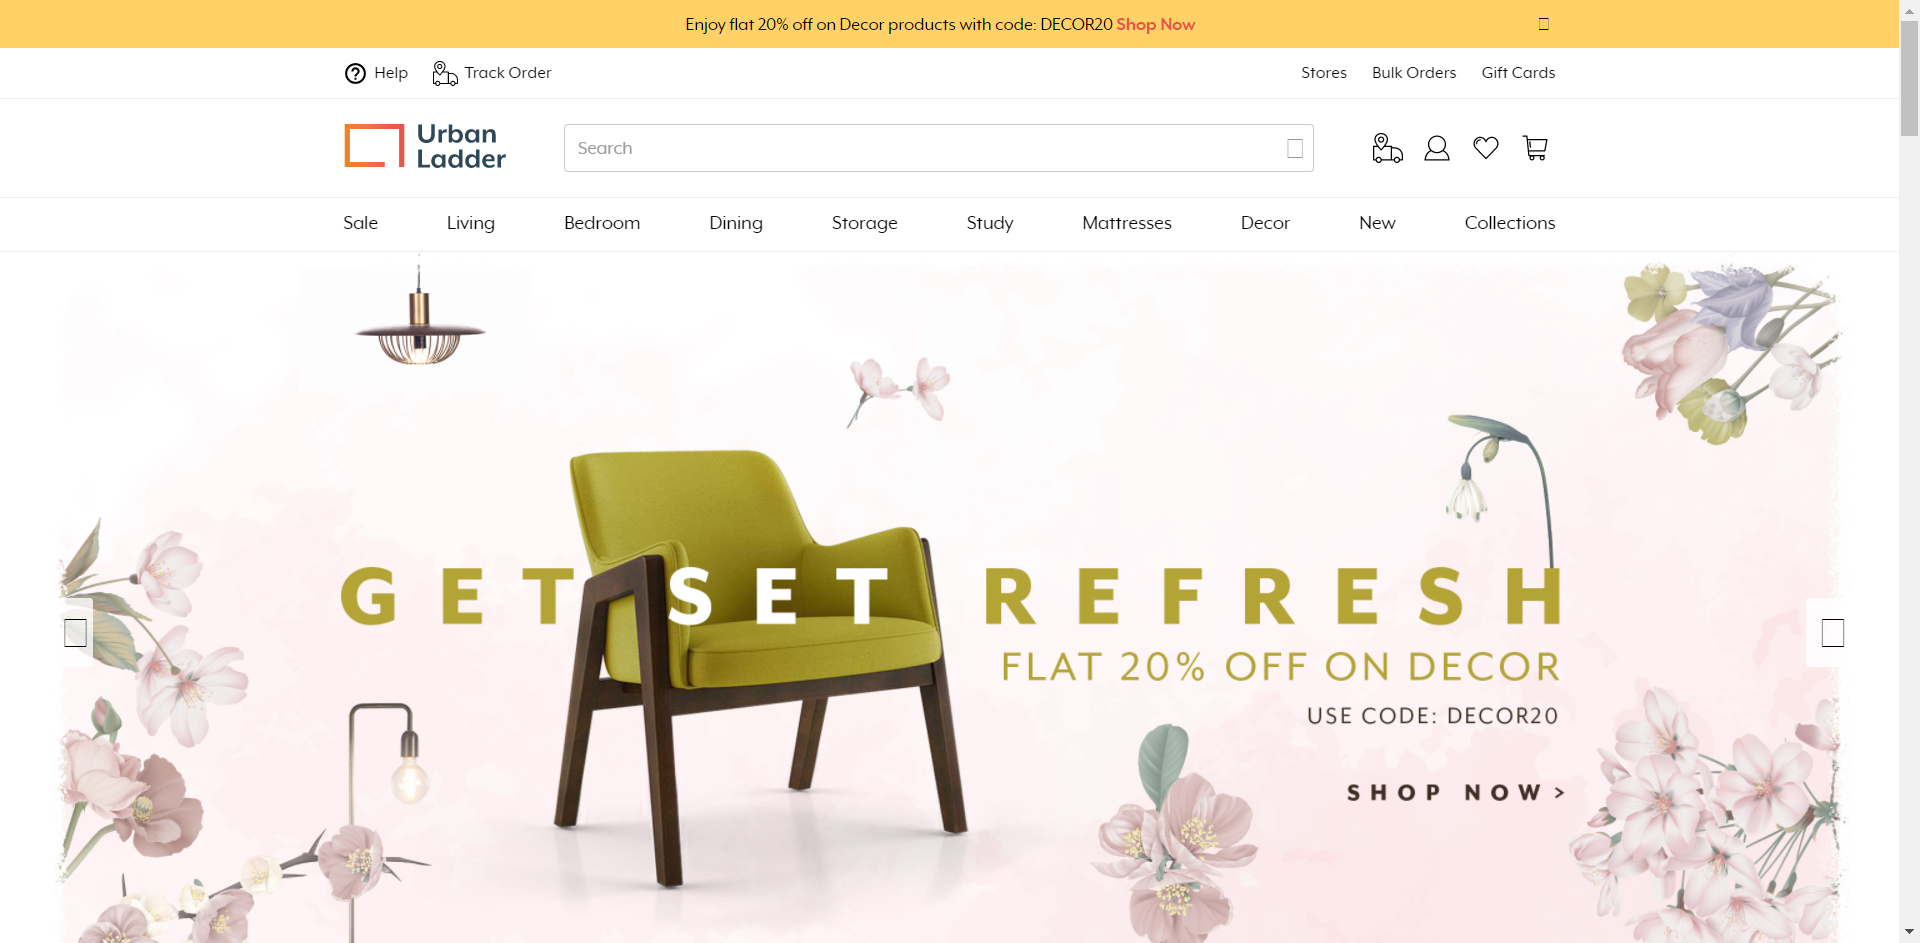 Enjoy flat 20% off on Decor products with code: DECOR20 Shop Now
Help
Track Order
Stores
Bulk Orders
Gift Cards
Urban
Ladder
Search
Sale
Living
Bedroom
Dining
Storage
Study
Mattresses
Decor
New
Collections
GET SET REFRESH
FLAT 20% OFF ON DECOR
USE CODE: DECOR20
SHOP NOW >